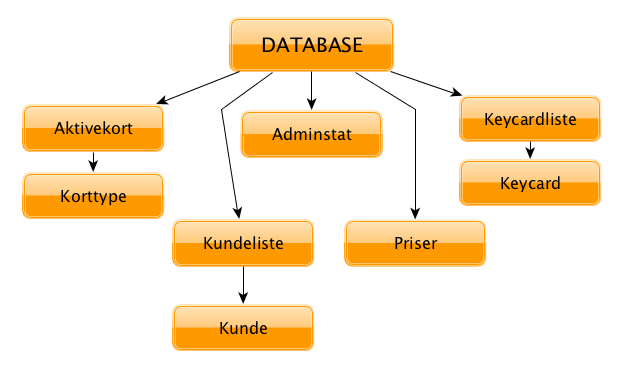 DATABASE
Aktivekort
Adminstat
Keycardliste
Korttype
Keycard
Kundeliste
Priser
Kunde